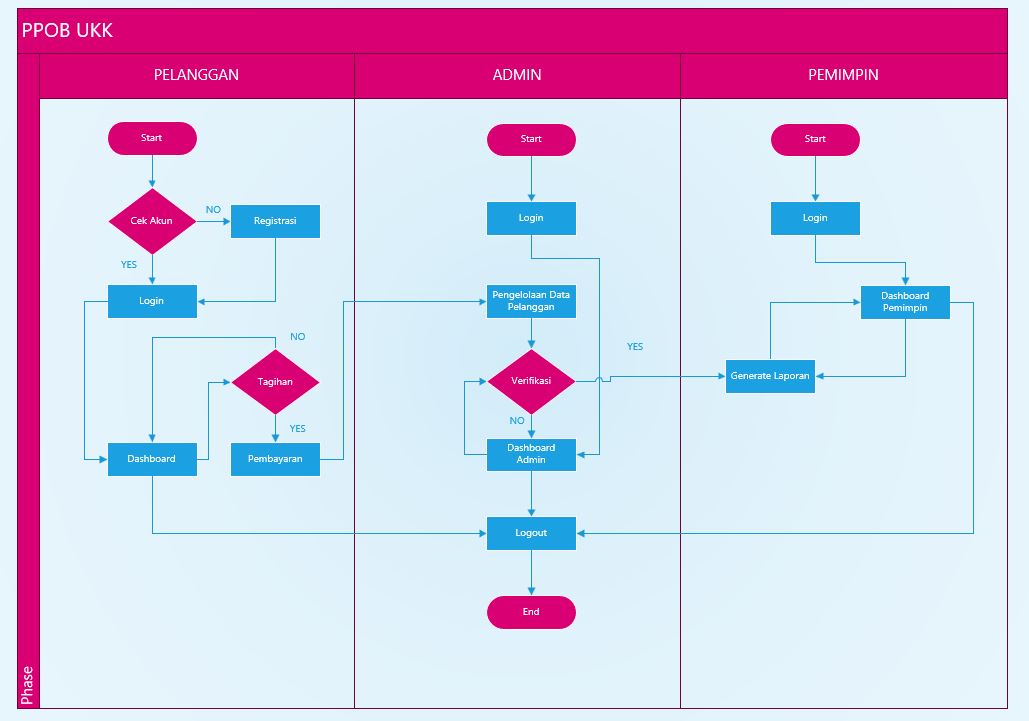 PPOB UKK
PELANGGAN
ADMIN
PEMIMPIN
Phase
Start
Cek Akun
NO
Registrasi
YES
Login
NO
Tagihan
YES
Dashboard
Pembayaran
Start
Login
Pengelolaan Data
Pelanggan
Verifikasi
YES
NO
Dashboard
Admin
Logout
End
Start
Login
Dashboard
Pemimpin
Generate Laporan